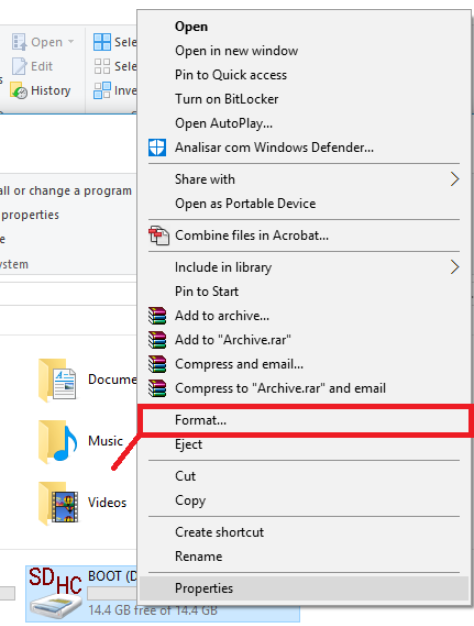 Open
Edit
History
Sele
Sele
Inve
all or change a program
properties
e
ystem
Docume
Music
Videos
SDHC
BOOT (D
14.4 GB free of 14.4 GB
Open
Open in new window
Pin to Quick access
Turn on BitLocker
Open AutoPlay...
Analisar com Windows Defender...
Share with
Open as Portable Device
Combine files in Acrobat...
Include in library
Pin to Start
Add to archive...
Add to "Archive.rar"
Compress and email...
Compress to "Archive.rar" and email
Format...
Eject
Cut
Copy
Create shortcut
Rename
Properties